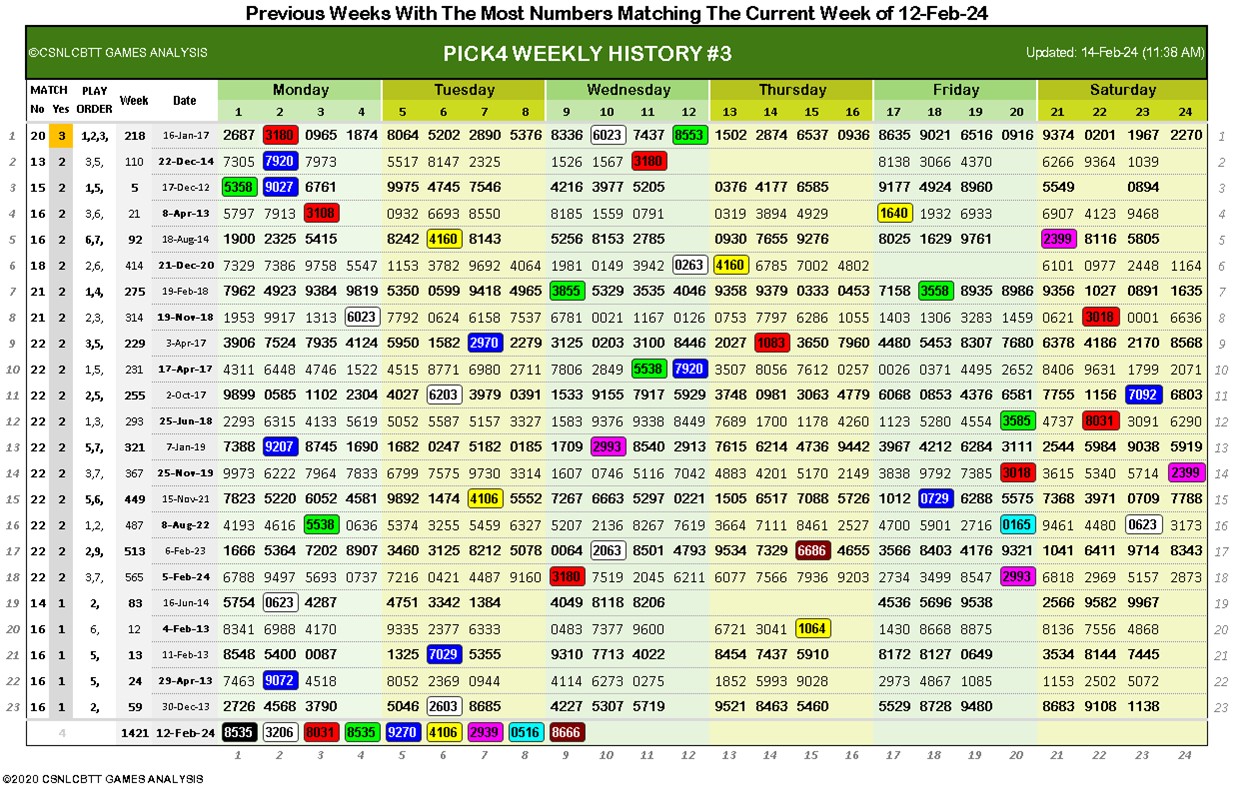 Previous Weeks With The Most Numbers Matching The Current Week of 12-Feb-24
©CSNLCBTT GAMES ANALYSIS PICK4 WEEKLY HISTORY #3 Updated: 14-Feb-24 (11:38 AM)
MATCH PLAY Week Date Monday Tuesday Wednesday Thursday Friday Saturday
No Yes ORDER 1 2 3 4 5 6 7 8 9 10 11 12 13 14 15 16 17 18 19 20 21 22 23 24
1 20 3 1,2,3, 218 16-Jan-17 2687 3180 0965 1874 8064 5202 2890 5376 8336 6023 7437 8553 1502 2874 6537 0936 8635 9021 6516 0916 9374 0201 1967 2270 1
2 13 2 3,5, 110 22-Dec-14 7305 7920 7973 5517 8147 2325 1526 1567 3180 8138 3066 4370 6266 9364 1039 2
3 15 2 1,5, 5 17-Dec-12 5358 9027 6761 9975 4745 7546 4216 3977 5205 0376 4177 6585 9177 4924 8960 5549 0894 3
4 16 2 3,6, 21 8-Apr-13 5797 7913 3108 0932 6693 8550 8185 1559 0791 0319 3894 4929 1640 1932 6933 6907 4123 9468 4
5 16 2 6,7, 92 18-Aug-14 1900 2325 5415 8242 4160 8143 5256 8153 2785 0930 7655 9276 8025 1629 9761 2399 8116 5805 5
6 18 2 2,6, 414 21-Dec-20 7329 7386 9758 5547 1153 3782 9692 4064 1981 0149 3942 0263 4160 6785 7002 4802 6101 0977 2448 1164 6
7 21 2 1,4, 275 19-Feb-18 7962 4923 9384 9819 5350 0599 9418 4965 3855 5329 3535 4046 9358 9379 0333 0453 7158 3558 8935 8986 9356 1027 0891 1635 7
8 21 2 2,3, 314 19-Nov-18 1953 9917 1313 6023 7792 0624 6158 7537 6781 0021 1167 0126 0753 7797 6286 1055 1403 1306 3283 1459 0621 3018 0001 6636 8
9 22 2 3,5, 229 3-Apr-17 3906 7524 7935 4124 5950 1582 2970 2279 3125 0203 3100 8446 2027 1083 3650 7960 4480 5453 8307 7680 6378 4186 2170 8568 9
10 22 2 1,5, 231 17-Apr-17 4311 6448 4746 1522 4515 8771 6980 2711 7806 2849 5538 7920 3507 8056 7612 0257 0026 0371 4495 2652 8406 9631 1799 2071 10
11 22 2 2,5, 255 2-Oct-17 9899 0585 1102 2304 4027 6203 3979 0391 1533 9155 7917 5929 3748 0981 3063 4779 6068 0853 4376 6581 7755 1156 7092 6803 11
12 22 2 1,3, 293 25-Jun-18 2293 6315 4133 5619 3215 5587 5157 3327 1585 9376 9338 8449 7689 1700 1178 4260 1123 5280 4554 3585 4737 8031 3091 6290 12
13 22 2 5,7, 321 7-Jan-19 7388 9207 8745 1690 1682 0247 5182 0185 1709 2993 8540 2913 7615 6214 4736 9442 3967 4212 6284 3111 2544 5984 9038 5919 13
14 22 2 3,7, 367 25-Nov-19 9973 6222 7964 7833 6799 7575 9730 3314 1607 0746 5116 7042 4883 4201 5170 2149 3838 9792 7385 3018 3615 5340 5714 2399 14
15 22 2 5,6, 449 15-Nov-21 7823 5220 6052 4581 9892 1474 4106 5552 7267 6663 5297 0221 1505 6517 7088 5726 1012 0729 6288 5575 7368 3971 0709 7788 15
16 22 2 1,2, 487 8-Aug-22 4193 4616 5538 0636 5374 3255 5459 6327 5207 2136 8267 7619 3664 7111 8461 2527 4700 5901 2716 0165 9461 4480 0623 3173 16
17 22 2 2,9, 513 6-Feb-23 1666 5364 7202 8907 3460 3125 8212 5078 0064 2063 8501 4793 9534 7329 6686 4655 3566 8403 4176 9321 1041 6411 9714 8343 17
18 22 2 3,7, 565 5-Feb-24 6788 9497 5693 0737 7216 0421 4487 9160 3180 7519 2045 6211 6077 7566 7936 9203 2734 3499 8547 2993 6818 2969 5157 2873 18
19 14 1 2, 83 16-Jun-14 5754 0623 4287 4751 3342 1384 4049 8118 8206 4536 5696 9538 2566 9582 9967 19
20 16 1 6, 12 4-Feb-13 8341 6988 4170 9335 2377 6333 0483 7377 9600 6721 3041 1064 1430 8668 8875 8136 7556 4868 20
21 16 1 5, 13 11-Feb-13 8548 5400 0087 1325 7029 5355 9310 7713 4022 8454 7437 5910 8172 8127 0649 3534 8144 7445 21
22 16 1 5, 24 29-Apr-13 7463 9072 4518 8052 2369 0944 4114 6273 0275 1852 5993 9028 2973 4867 1085 1153 2502 5072 22
23 16 1 2, 59 30-Dec-13 2726 4568 3790 5046 2603 8685 4227 5307 5719 9521 8463 5460 5529 8728 9480 8683 9108 1138 23
4 1421 12-Feb-24 8535 3206 8031 8535 9270 4106 2939 0516 8666
1 2 3 4 5 6 7 8 9 10 11 12 13 14 15 16 17 18 19 20 21 22 23 24
©2020 CSNLCBTT GAMES ANALYSIS